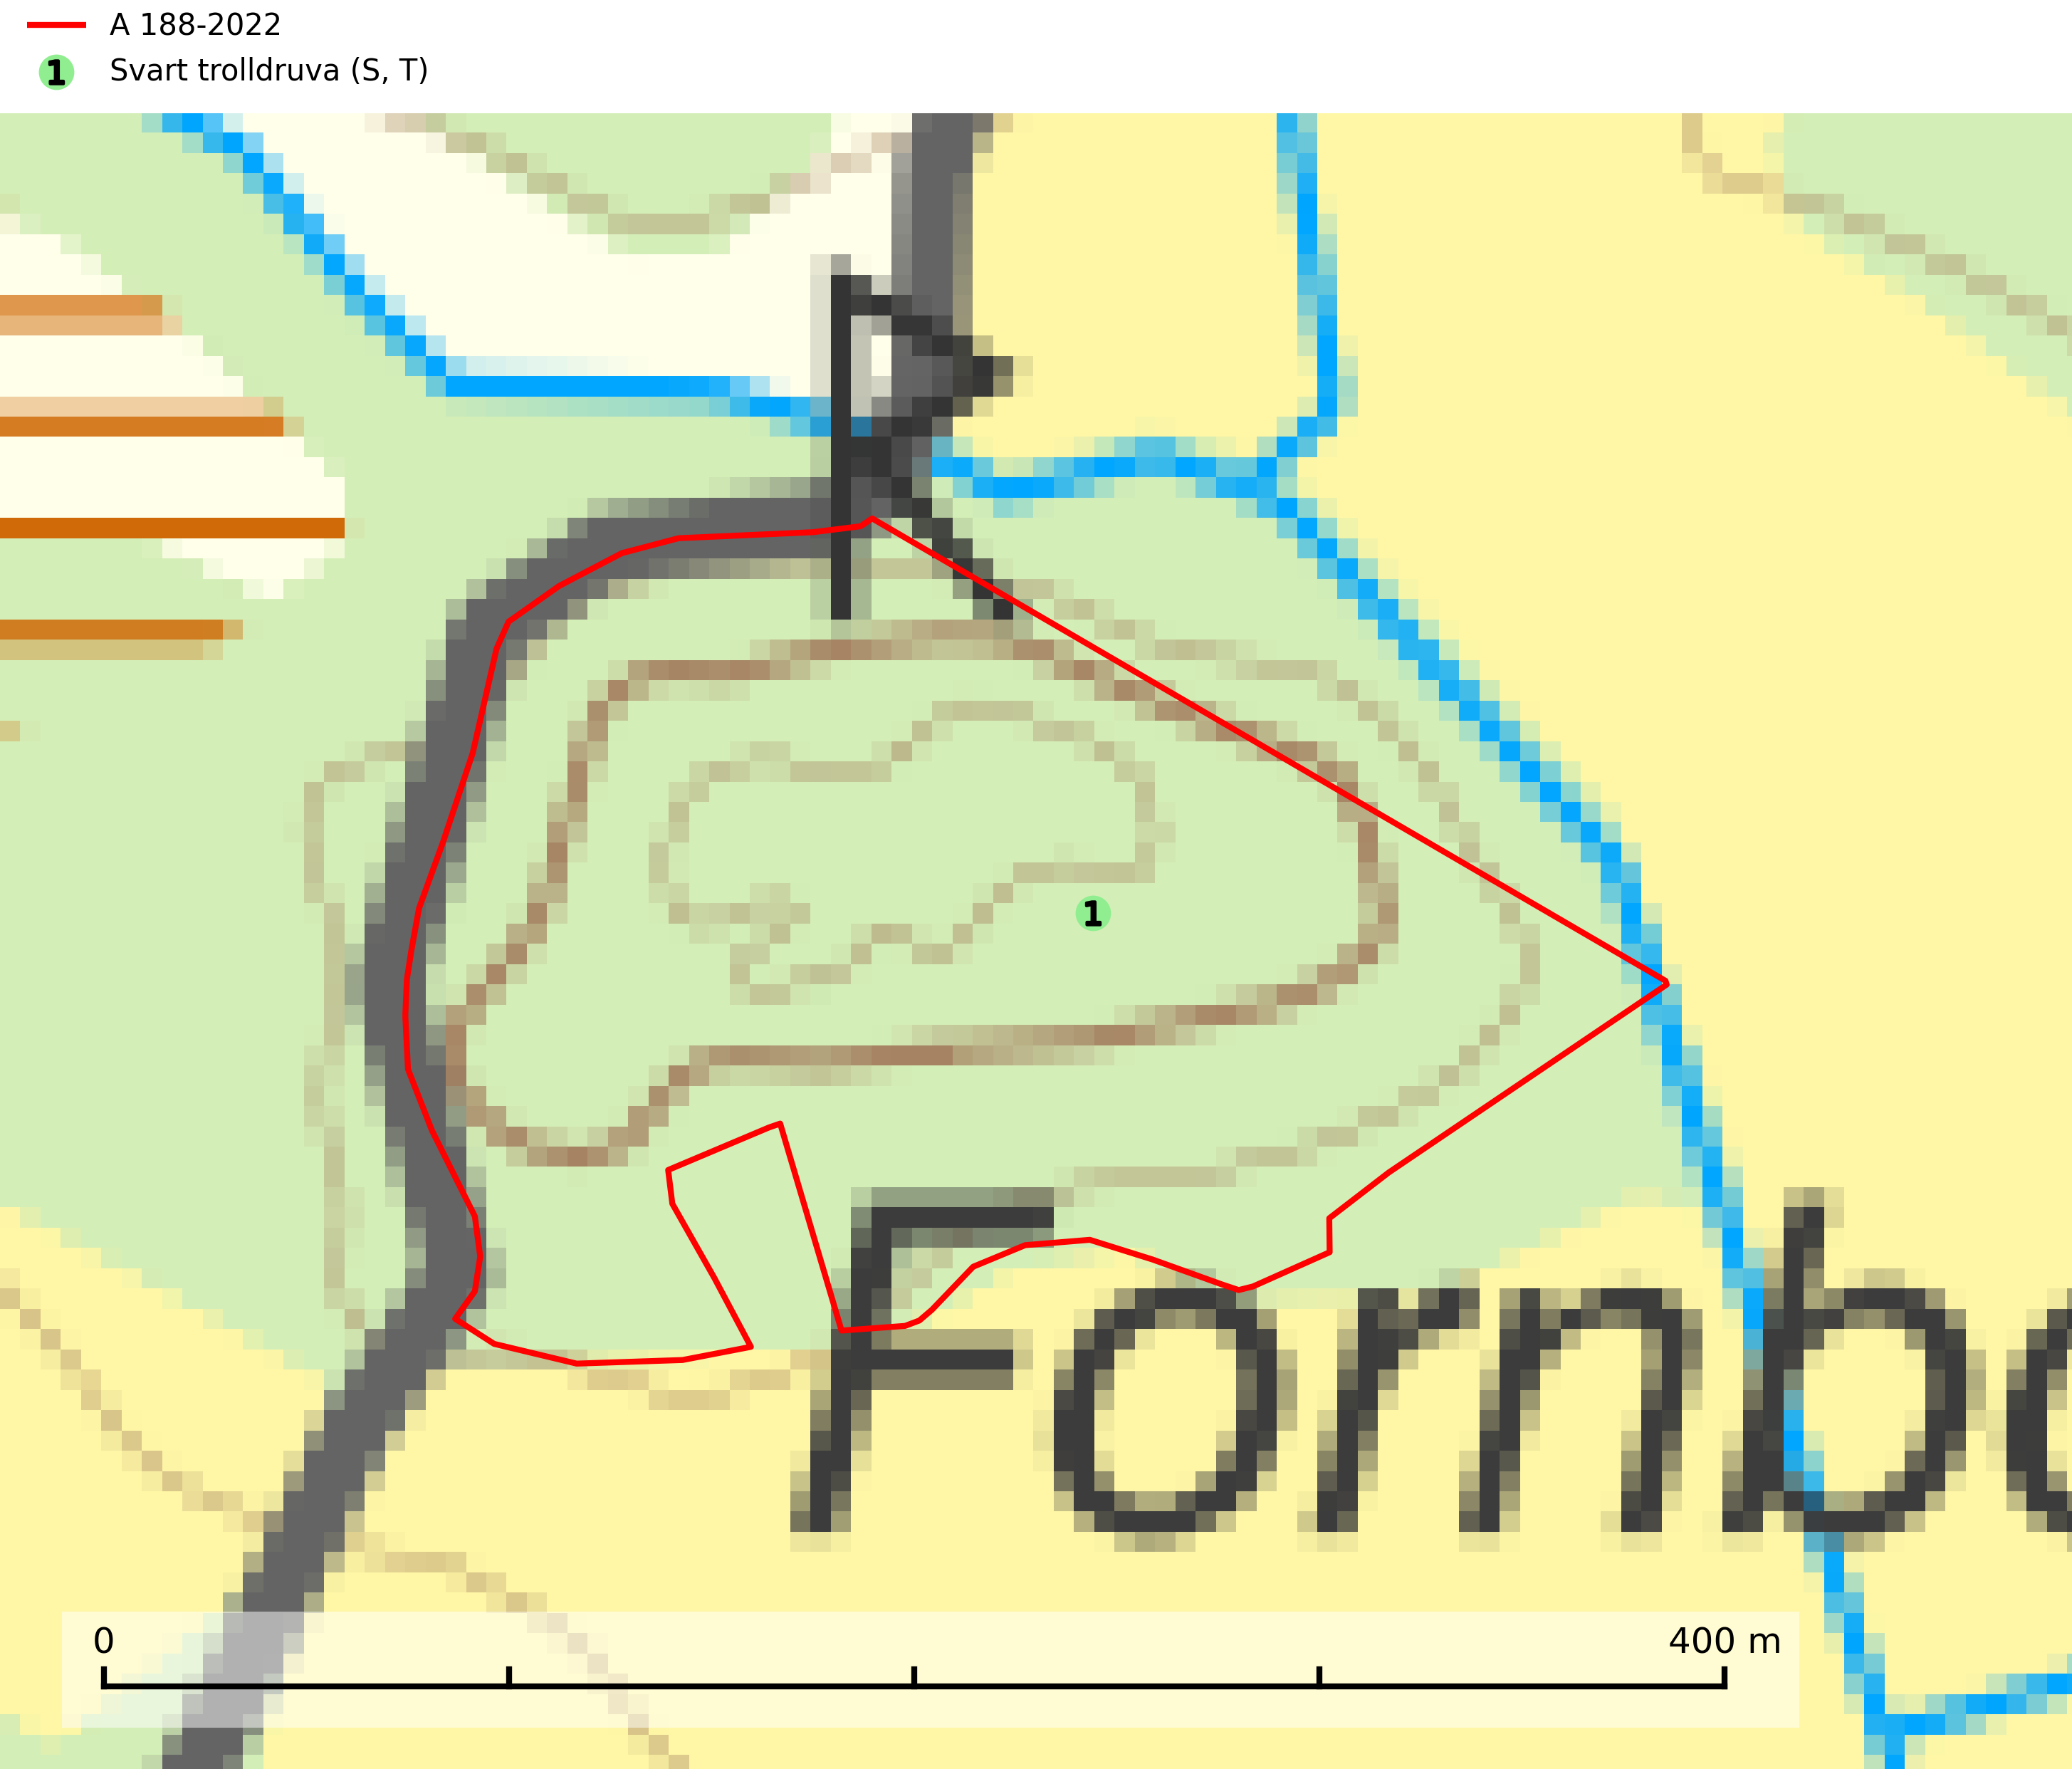 A 188-2022
1 Svart trolldruva (S, T)
1
0 400 m